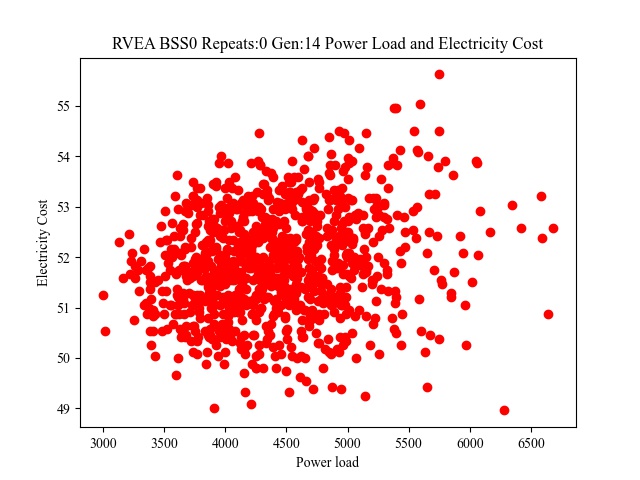 RVEA BSS0 Repeats:0 Gen:14 Power Load and Electricity Cost
Electricity Cost
55
54
53
52
51
50
49
3000 3500 4000 4500 5000 5500 6000 6500
Power load